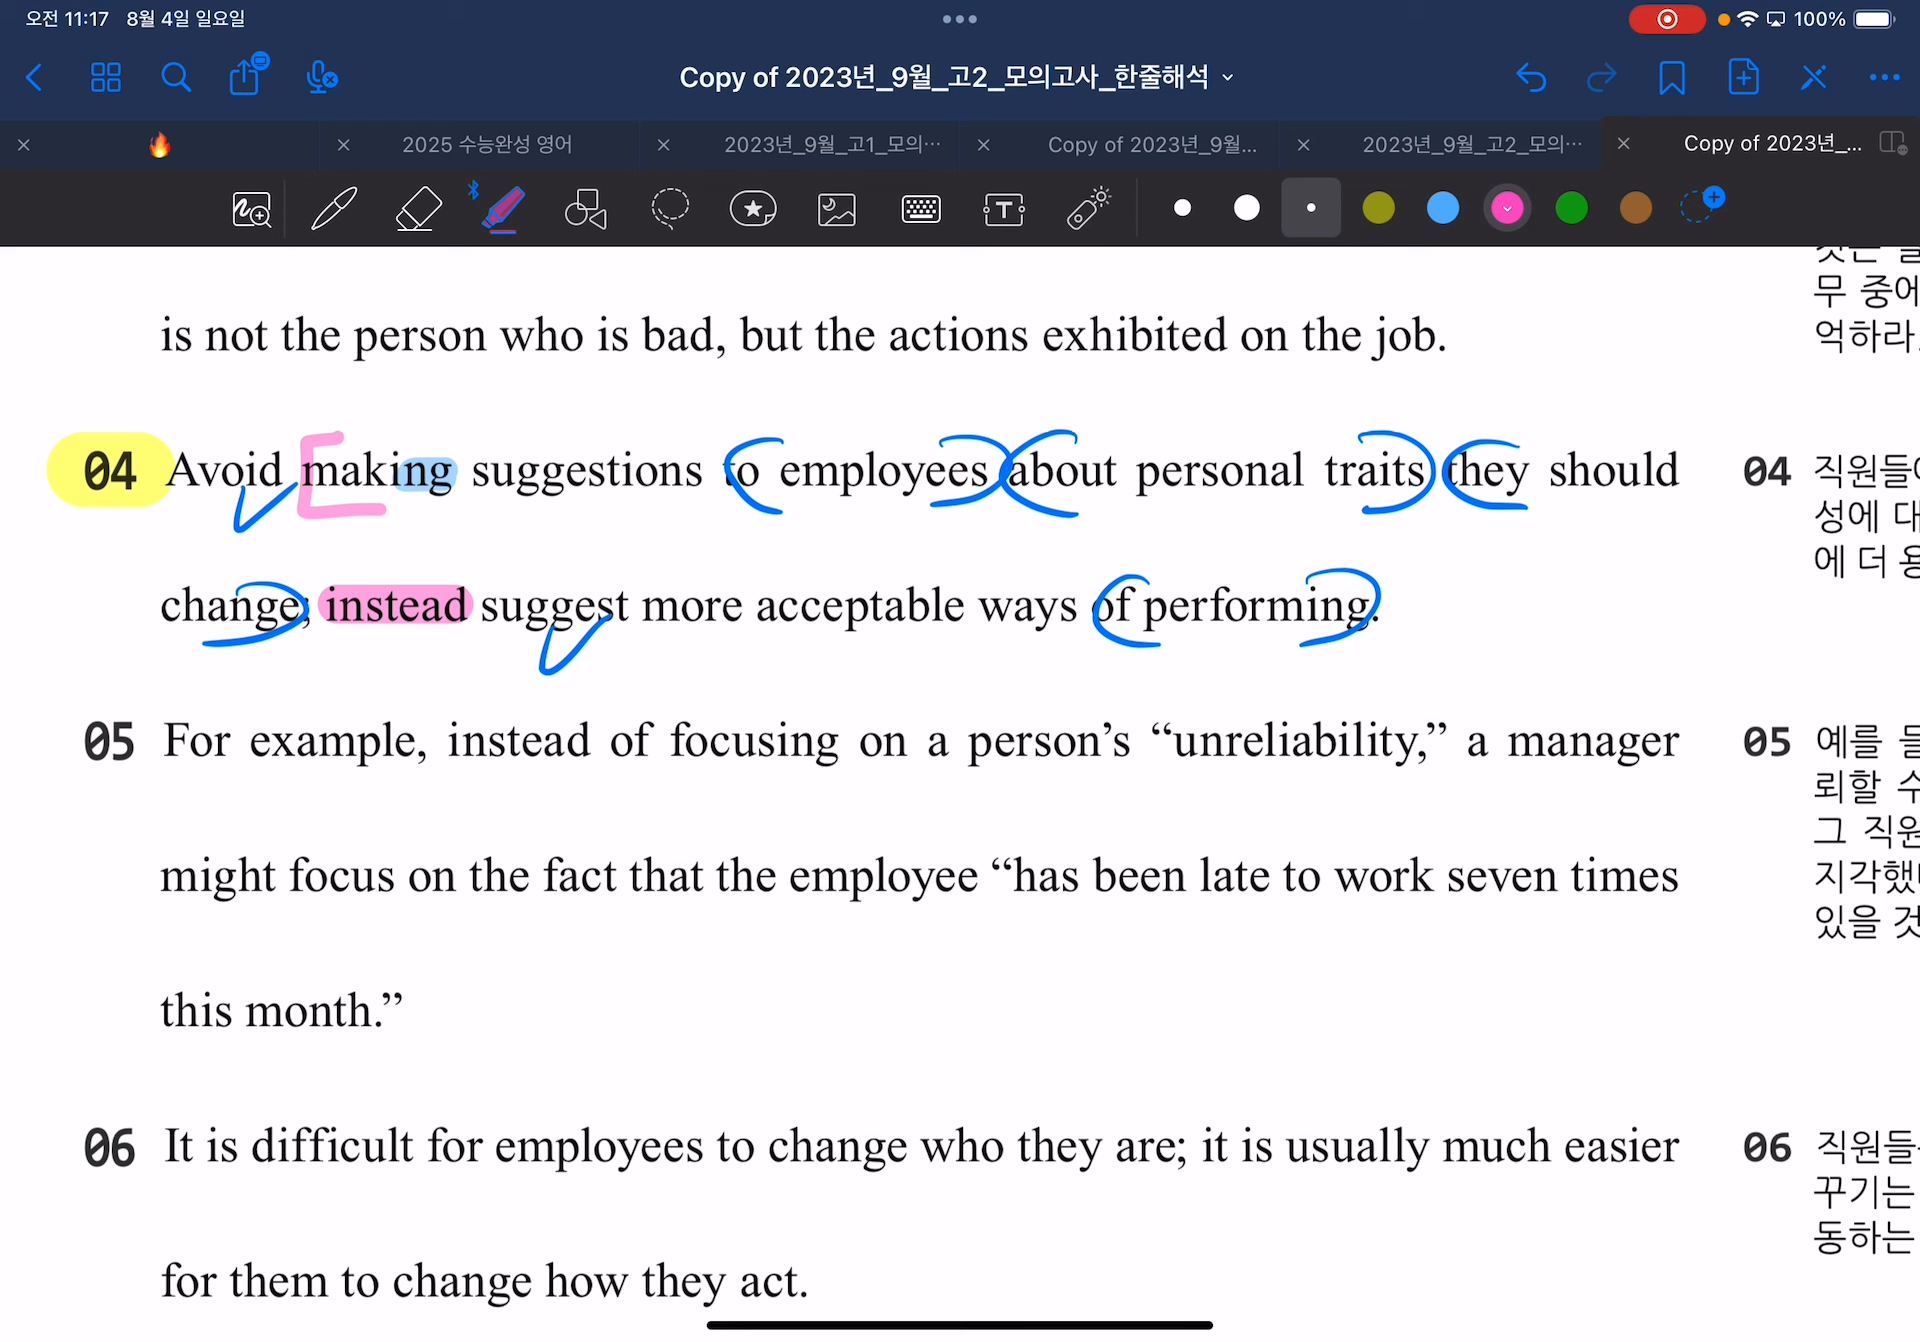 오전 11:17 8월 4일 일요일
100%
Copy of 2023년_9월_고2_모의고사_한줄해석
2025 수능완성 영어
2023년_9월_고1_모의…
Copy of 2023년_9월...
2023년_9월_고2_모의…
Copy of 2023년_...
is not the person who is bad, but the actions exhibited on the job.
무 중에
억하라
04 Avoid making suggestions to employees about personal traits they should
change; instead suggest more acceptable ways of performing.
04 직원들
성에 대
에 더
05 For example, instead of focusing on a person's “unreliability,” a manager
might focus on the fact that the employee “has been late to work seven times
this month.”
05 예를
뢰할 수
그 직원
지각했
있을 것
06 It is difficult for employees to change who they are; it is usually much easier
for them to change how they act.
06 직원들
꾸기는
동하는